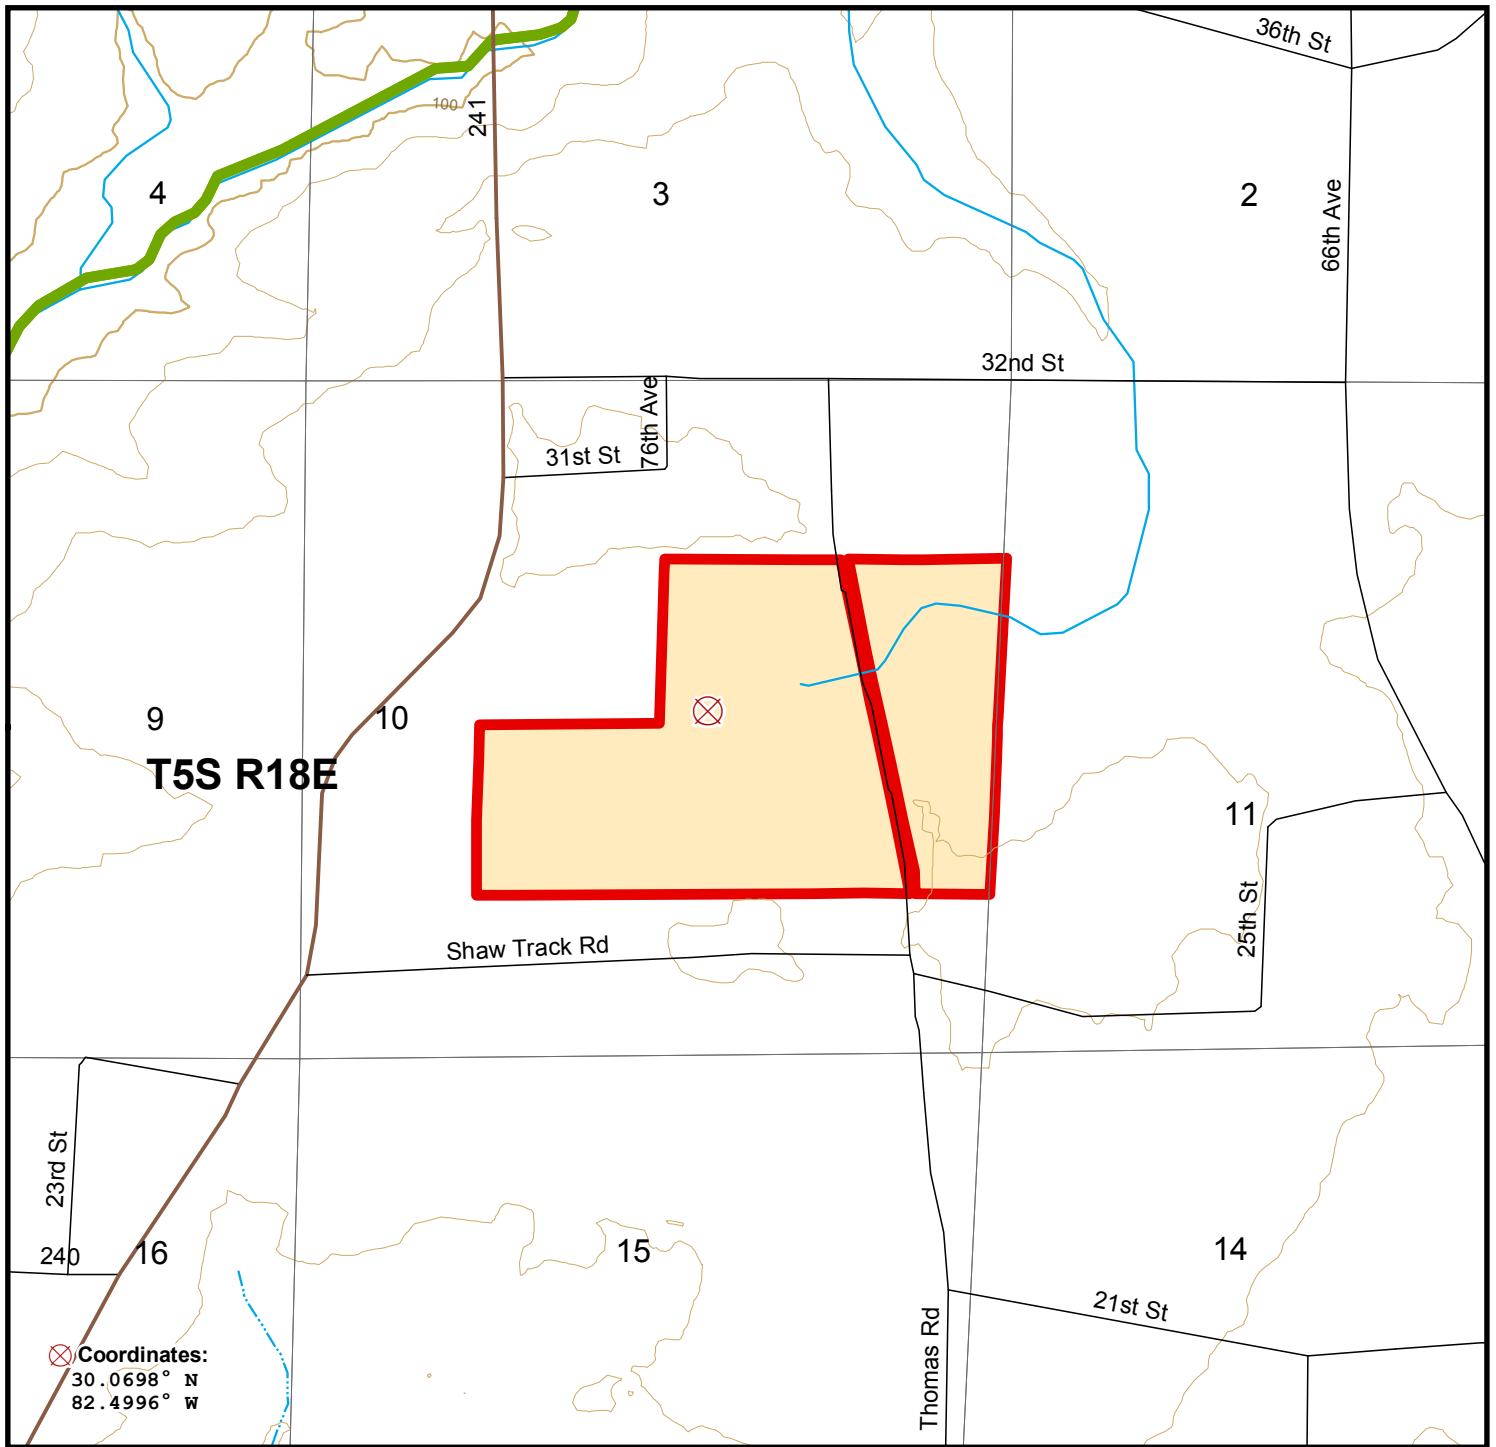 36th St
100
241
4
3
2
66th Ave
32nd St
76th Ave
31st St
9
10
T5S R18E
11
25th St
Shaw Track Rd
23rd St
240
16
15
14
21st St
Thomas Rd
Coordinates:
30.0698° N
82.4996° W